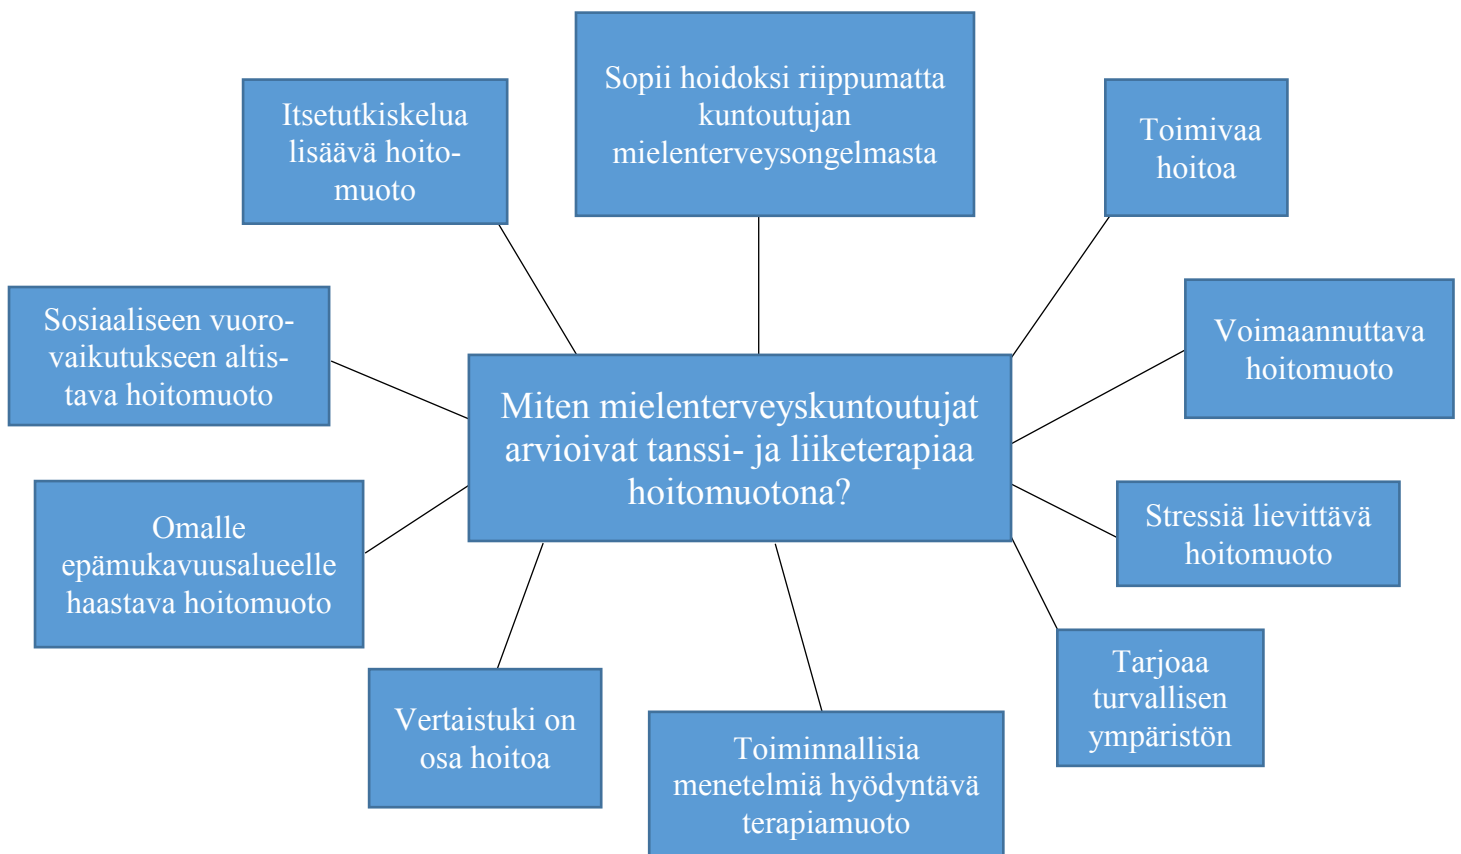 Sopii hoidoksi riippumatta
kuntoutujan
mielenterveysongelmasta
Itsetutkiskelua
lisäävä hoito-
muoto
Toimivaa
hoitoa
Sosiaaliseen vuoro-
vaikutukseen altis-
tava hoitomuoto
Voimaannuttava
hoitomuoto
Miten mielenterveyskuntoutujat
arvioivat tanssi- ja liiketerapiaa
hoitomuotona?
Omalle
epämukavuusalueelle
haastava hoitomuoto
Stressiä lievittävä
hoitomuoto
Vertaistuki on
osa hoitoa
Toiminnallisia
menetelmiä hyödyntävä
terapiamuoto
Tarjoaa
turvallisen
ympäristön